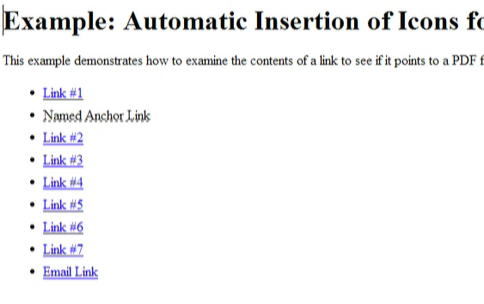 Example: Automatic Insertion of Icons fo
This example demonstrates how to examine the contents of a link to see if it points to a PDF f
Link #1
Named Anchor Link
Link #2
Link #3
Link #4
Link #5
Link #6
Link #7
Email Link